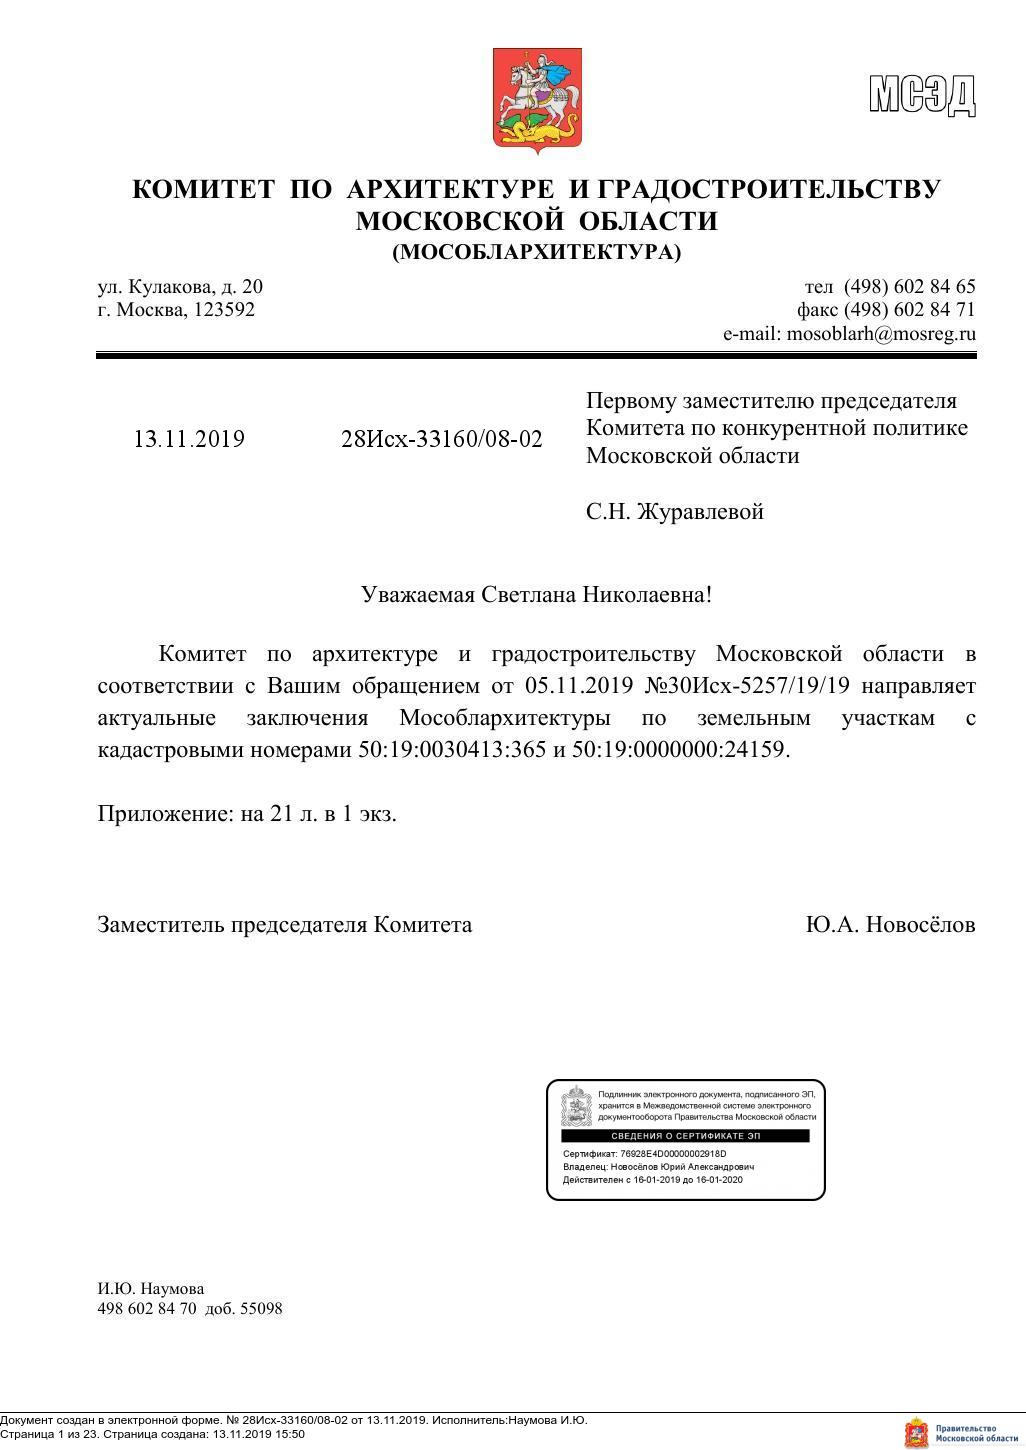 МСЭД
КОМИТЕТ ПО АРХИТЕКТУРЕ И ГРАДОСТРОИТЕЛЬСТВУ
МОСКОВСКОЙ ОБЛАСТИ
(МОСОБЛАРХИТЕКТУРА)
ул. Кулакова, д. 20
г. Москва, 123592
тел (498) 602 84 65
факс (498) 602 84 71
e-mail: mosoblarh@mosreg.ru
13.11.2019
28Исх-33160/08-02
Первому заместителю председателя
Комитета по конкурентной политике
Московской области
С.Н. Журавлевой
Уважаемая Светлана Николаевна!
Комитет по архитектуре и градостроительству Московской области в
соответствии с Вашим обращением от 05.11.2019 №30Исх-5257/19/19 направляет
актуальные заключения Мособлархитектуры по земельным участкам с
кадастровыми номерами 50:19:0030413:365 и 50:19:0000000:24159.
Приложение: на 21 л. в 1 экз.
Заместитель председателя Комитета
Ю.А. Новосёлов
Подлинник электронного документа, подписанного ЭП,
хранится в Межведомственной системе электронного
документооборота Правительства Московской области
СВЕДЕНИЯ О СЕРТИФИКАТЕ ЭП
Сертификат: 76928E4D00000002918D
Владелец: Новосёлов Юрий Александрович
Действителен с 16-01-2019 до 16-01-2020
И.Ю. Наумова
498 602 84 70 доб. 55098
Документ создан в электронной форме. № 28Исх-33160/08-02 от 13.11.2019. Исполнитель:Наумова И.Ю.
Страница 1 из 23. Страница создана: 13.11.2019 15:50
Правительство
Московской области